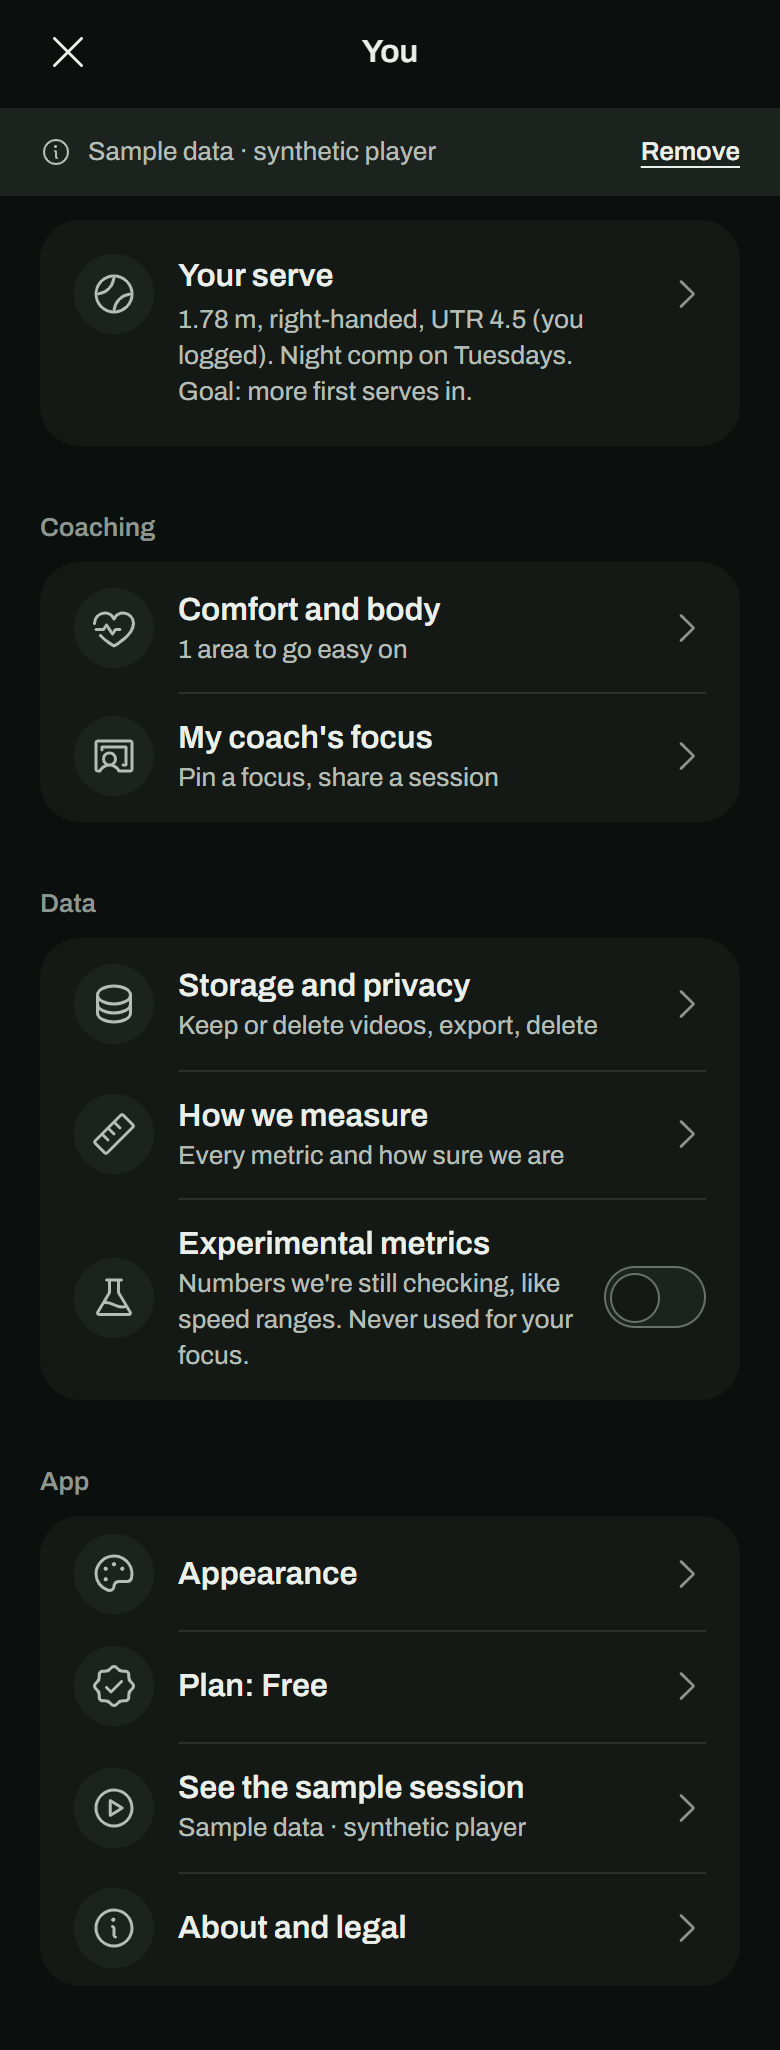 You
Sample data · synthetic player
Remove
Your serve
1.78 m, right-handed, UTR 4.5 (you
logged). Night comp on Tuesdays.
Goal: more first serves in.
Coaching
Comfort and body
1 area to go easy on
My coach's focus
Pin a focus, share a session
Data
Storage and privacy
Keep or delete videos, export, delete
How we measure
Every metric and how sure we are
Experimental metrics
Numbers we're still checking, like
speed ranges. Never used for your
focus.
App
Appearance
Plan: Free
See the sample session
Sample data · synthetic player
About and legal